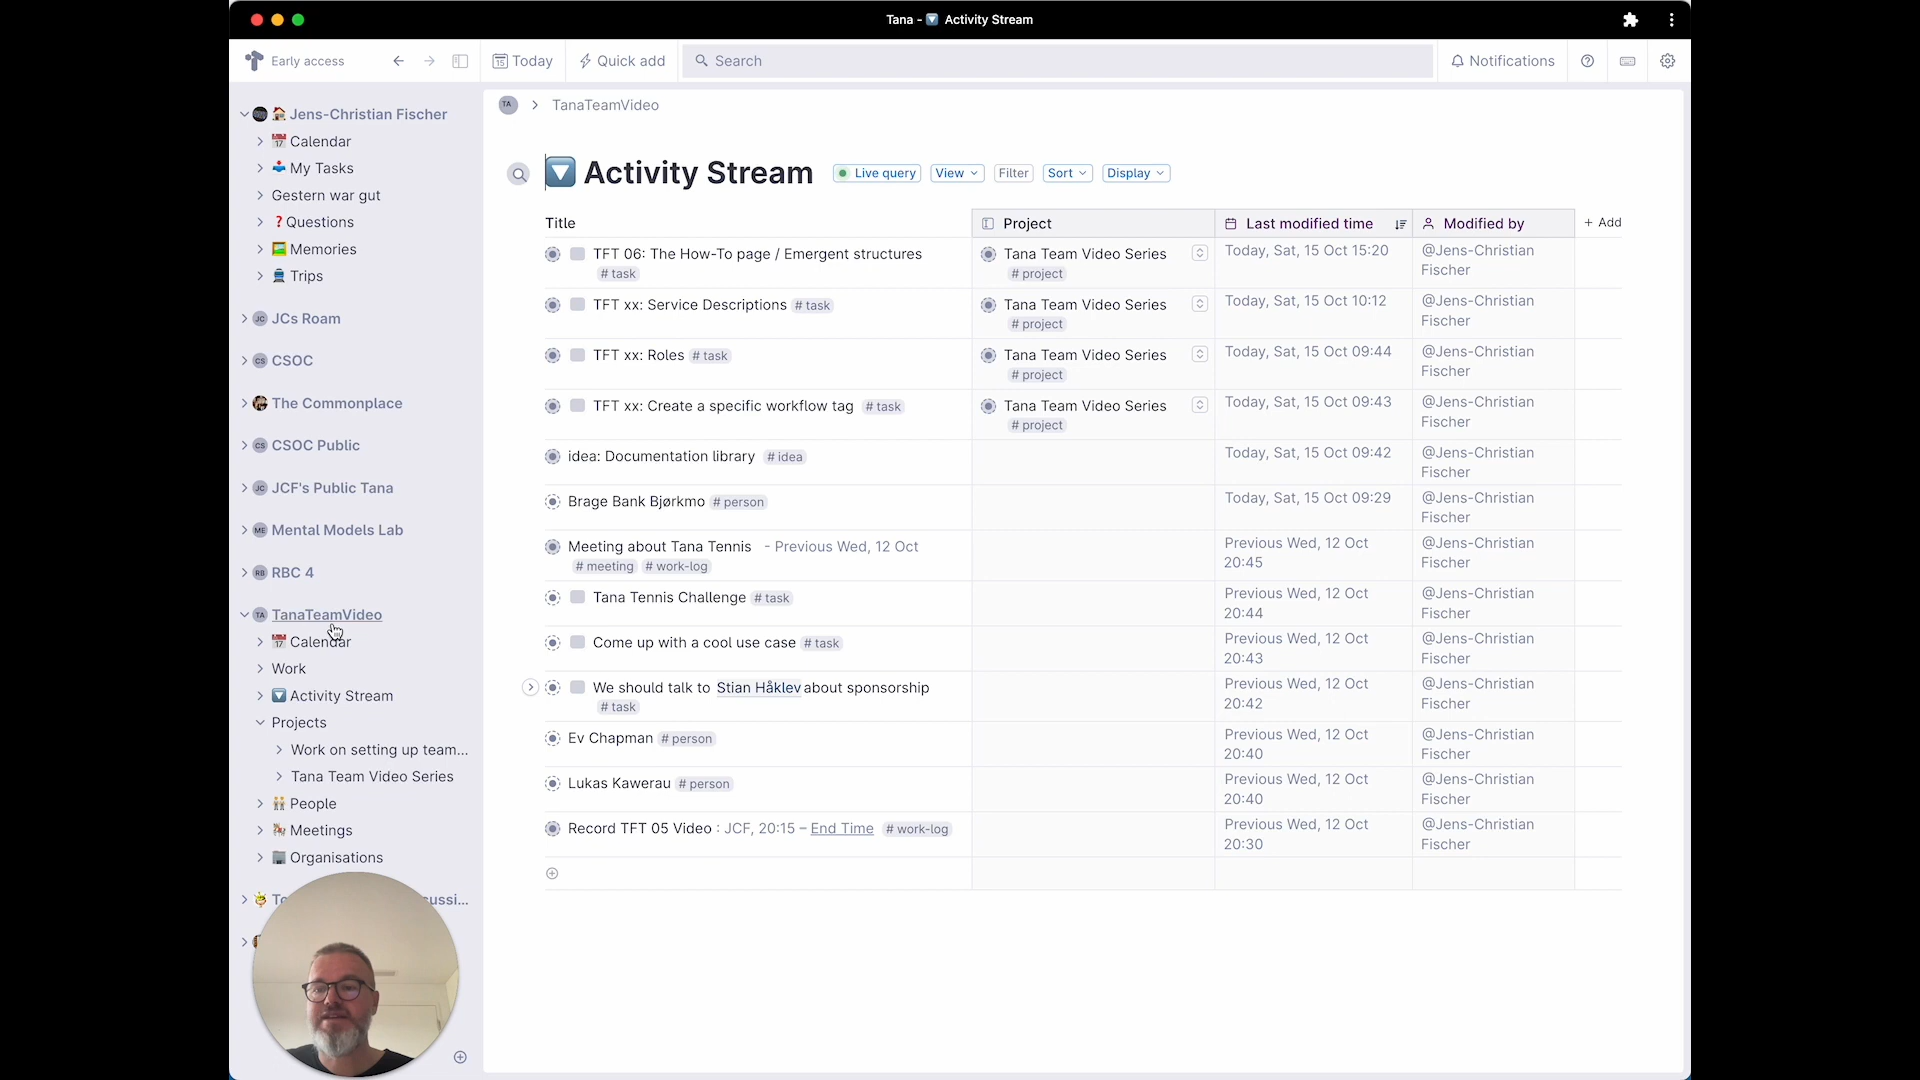 Tana - Activity Stream
Early access
Today
Quick add
Search
Notifications
Jens-Christian Fischer
Calendar
My Tasks
Gestern war gut
Questions
Memories
Trips
JCs Roam
CSOC
The Commonplace
CSOC Public
JCF's Public Tana
Mental Models Lab
RBC 4
TanaTeamVideo
Calendar
Work
Activity Stream
Projects
Work on setting up team...
Tana Team Video Series
People
Meetings
Organisations
ussi...
TA > TanaTeamVideo
Activity Stream Live query View Filter Sort Display
Title Project Last modified time Modified by + Add
TFT 06: The How-To page / Emergent structures Tana Team Video Series Today, Sat, 15 Oct 15:20 @Jens-Christian
# task # project Fischer
TFT xx: Service Descriptions # task Tana Team Video Series Today, Sat, 15 Oct 10:12 @Jens-Christian
# project Fischer
TFT xx: Roles # task Tana Team Video Series Today, Sat, 15 Oct 09:44 @Jens-Christian
# project Fischer
TFT xx: Create a specific workflow tag # task Tana Team Video Series Today, Sat, 15 Oct 09:43 @Jens-Christian
# project Fischer
idea: Documentation library # idea Today, Sat, 15 Oct 09:42 @Jens-Christian
Fischer
Brage Bank Bjørkmo # person Today, Sat, 15 Oct 09:29 @Jens-Christian
Fischer
Meeting about Tana Tennis - Previous Wed, 12 Oct Previous Wed, 12 Oct @Jens-Christian
# meeting # work-log 20:45 Fischer
Tana Tennis Challenge # task Previous Wed, 12 Oct @Jens-Christian
20:44 Fischer
Come up with a cool use case # task Previous Wed, 12 Oct @Jens-Christian
20:43 Fischer
We should talk to Stian Håklev about sponsorship Previous Wed, 12 Oct @Jens-Christian
# task 20:42 Fischer
Ev Chapman # person Previous Wed, 12 Oct @Jens-Christian
20:40 Fischer
Lukas Kawerau # person Previous Wed, 12 Oct @Jens-Christian
20:40 Fischer
Record TFT 05 Video : JCF, 20:15 – End Time # work-log Previous Wed, 12 Oct @Jens-Christian
20:30 Fischer